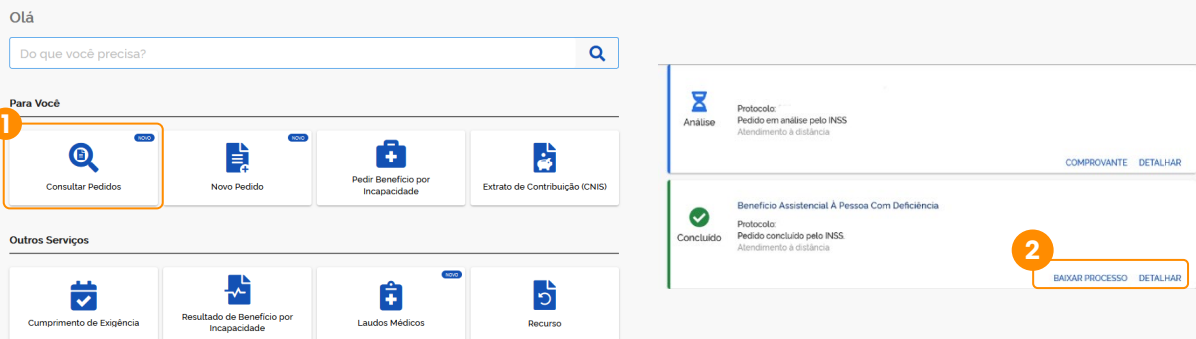 Olá
Do que você precisa?
Para Você
1
NOVO
Consultar Pedidos
NOVO
Novo Pedido
Pedir Benefício por
Incapacidade
Extrato de Contribuição (CNIS)
Outros Serviços
Cumprimento de Exigência
Resultado de Benefício por
Incapacidade
NOVO
Laudos Médicos
Recurso
Análise
Protocolo:
Pedido em análise pelo INSS
Atendimento à distância
COMPROVANTE DETALHAR
Concluído
Benefício Assistencial À Pessoa Com Deficiência
Protocolo:
Pedido concluído pelo INSS.
Atendimento à distância
2
BAIXAR PROCESSO DETALHAR